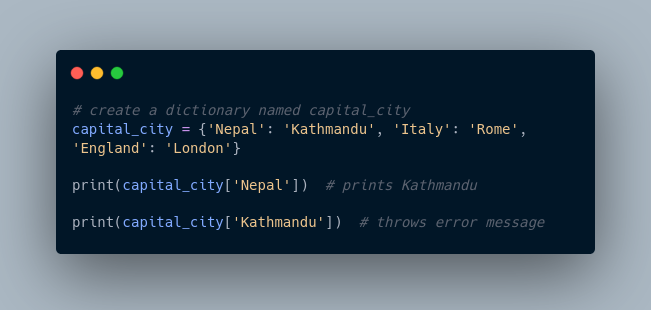 # create a dictionary named capital_city
capital_city = {'Nepal': 'Kathmandu', 'Italy': 'Rome',
'England': 'London'}
print(capital_city['Nepal'])  # prints Kathmandu
print(capital_city['Kathmandu'])  # throws error message